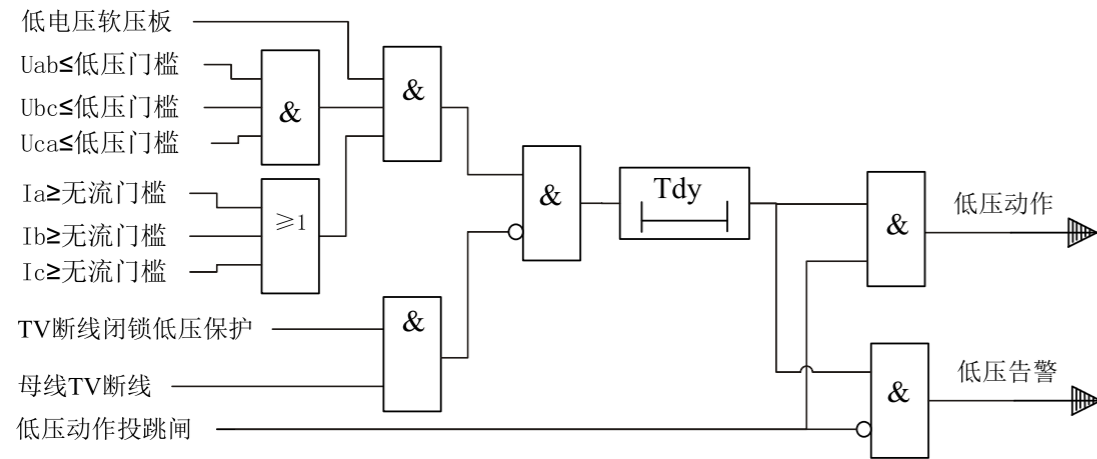 低电压软压板
Uab≤低压门槛
Ubc≤低压门槛
Uca≤低压门槛
&
&
Ia≥无流门槛
Ib≥无流门槛
Ic≥无流门槛
≥1
&
Tdy
&
低压动作
TV断线闭锁低压保护
母线TV断线
&
低压动作投跳闸
&
低压告警